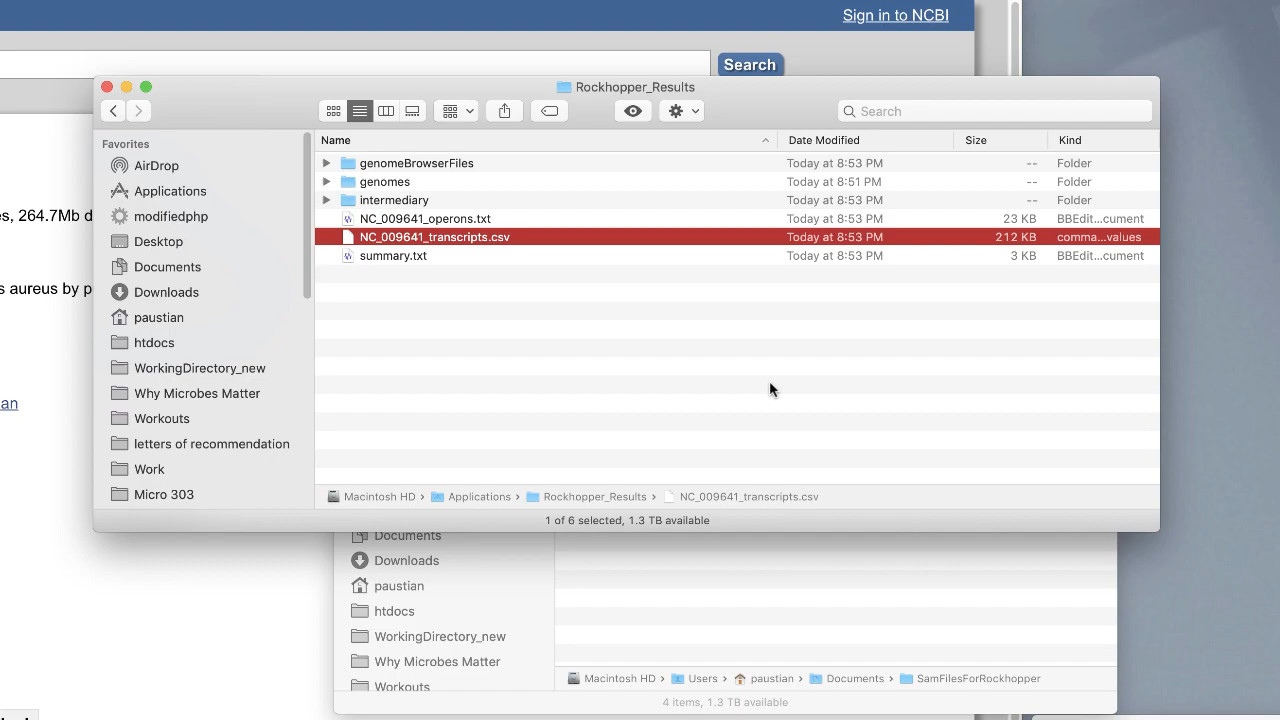 Sign in to NCBI
Search
Rockhopper_Results
Search
Favorites
AirDrop
Applications
modifiedphp
Desktop
Documents
Downloads
paustian
htdocs
WorkingDirectory_new
Why Microbes Matter
Workouts
letters of recommendation
Work
Micro 303
Name Date Modified Size Kind
genomeBrowserFiles Today at 8:53 PM -- Folder
genomes Today at 8:51 PM -- Folder
intermediary Today at 8:53 PM -- Folder
NC_009641_operons.txt Today at 8:53 PM 23 KB BBEdit...cument
NC_009641_transcripts.csv Today at 8:53 PM 212 KB comma...values
summary.txt Today at 8:53 PM 3 KB BBEdit...cument
Macintosh HD › Applications › Rockhopper_Results › NC_009641_transcripts.csv
1 of 6 selected, 1.3 TB available
es, 264.7Mb d
s aureus by p
an
Documents
Downloads
paustian
htdocs
WorkingDirectory_new
Why Microbes Matter
Workouts
Macintosh HD › Users › paustian › Documents › SamFilesForRockhopper
4 items, 1.3 TB available